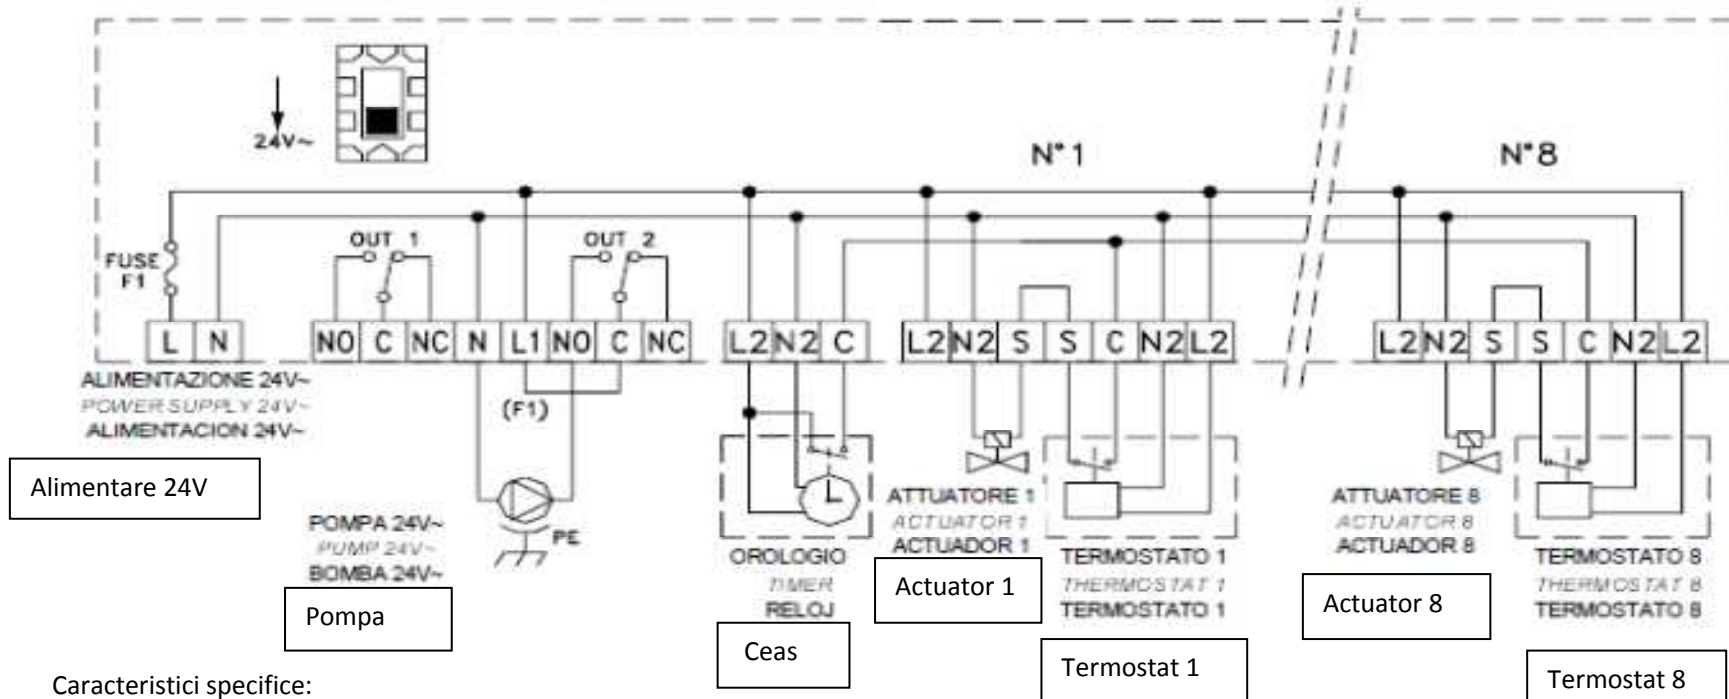 24V~
N°1
N°8
FUSE
F1
OUT 1
OUT 2
L N
NO C NC N L1 NO C NC
L2 N2 C
L2 N2 S S C N2 L2
L2 N2 S S C N2 L2
ALIMENTAZIONE 24V~
POWER SUPPLY 24V~
ALIMENTACION 24V~
Alimentare 24V
(F1)
POMPA 24V~
PUMP 24V~
BOMBA 24V~
PE
Pompa
OROLOGIO
TIMER
RELOJ
Ceas
ATTUATORE 1
ACTUATOR 1
ACTUADOR 1
Actuator 1
TERMOSTATO 1
THERMOSTAT 1
TERMOSTATO 1
Termostat 1
ATTUATORE 8
ACTUATOR 8
ACTUADOR 8
Actuator 8
TERMOSTATO 8
THERMOSTAT 8
TERMOSTATO 8
Termostat 8
Caracteristici specifice: